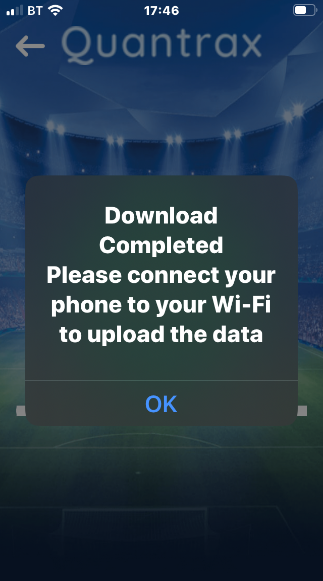 BT 17:46
Quantrax
Download
Completed
Please connect your
phone to your Wi-Fi
to upload the data
OK